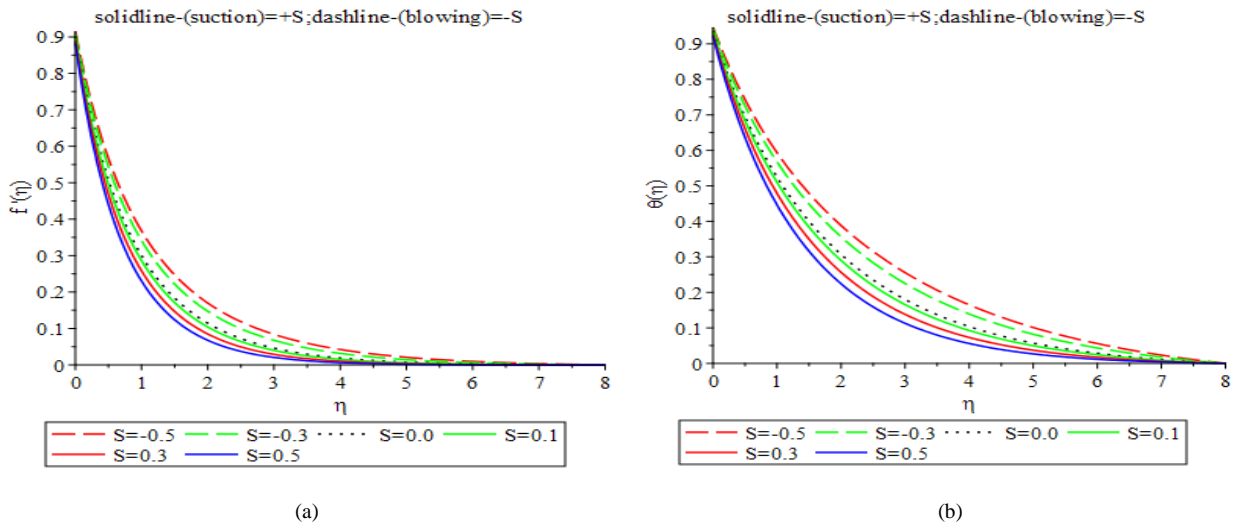 solidline-(suction)=+S;dashline-(blowing)=-S
0.9
0.8
0.7
0.6
0.5
0.4
0.3
0.2
0.1
0
f '(η)
0 1 2 3 4 5 6 7 8
η
S=-0.5 S=-0.3 S=0.0 S=0.1
S=0.3 S=0.5
(a)
solidline-(suction)=+S;dashline-(blowing)=-S
0.9
0.8
0.7
0.6
0.5
0.4
0.3
0.2
0.1
0
θ(η)
0 1 2 3 4 5 6 7 8
η
S=-0.5 S=-0.3 S=0.0 S=0.1
S=0.3 S=0.5
(b)